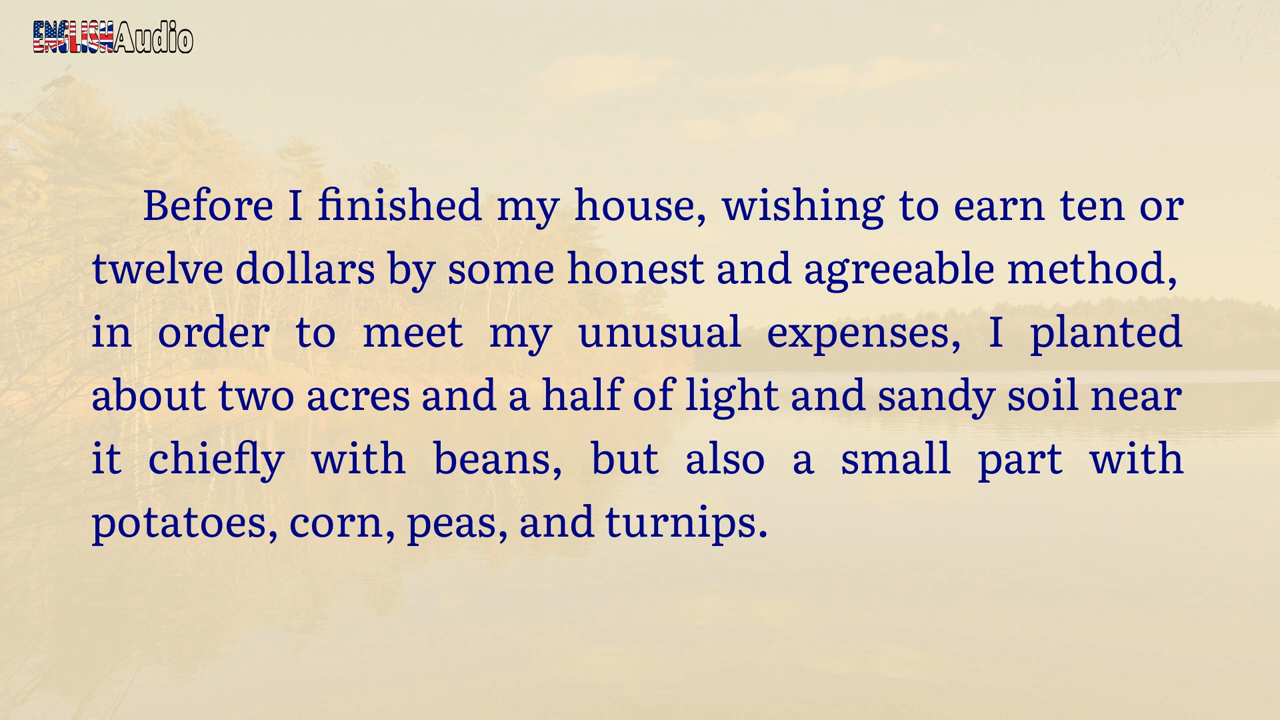 ENGLISHAudio
Before I finished my house, wishing to earn ten or
twelve dollars by some honest and agreeable method,
in order to meet my unusual expenses, I planted
about two acres and a half of light and sandy soil near
it chiefly with beans, but also a small part with
potatoes, corn, peas, and turnips.